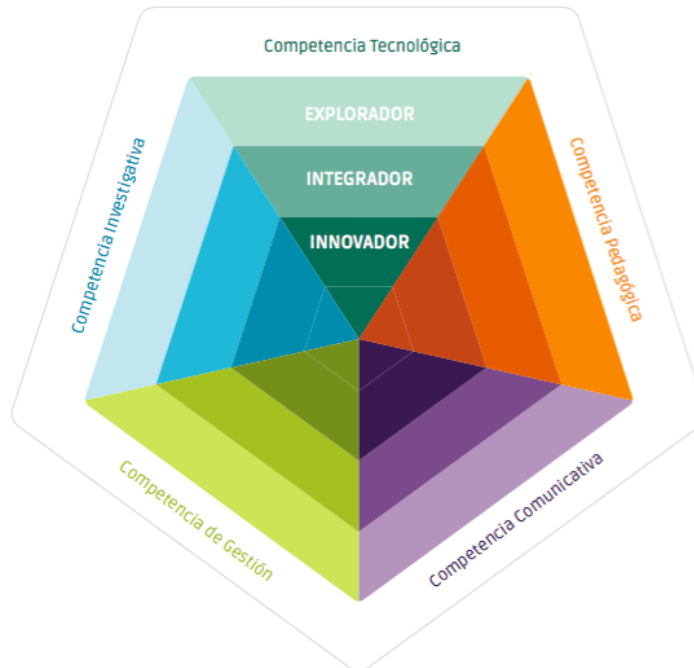 Competencia Tecnológica
EXPLORADOR
INTEGRADOR
INNOVADOR
Competencia Investigativa
Competencia Pedagógica
Competencia de Gestión
Competencia Comunicativa